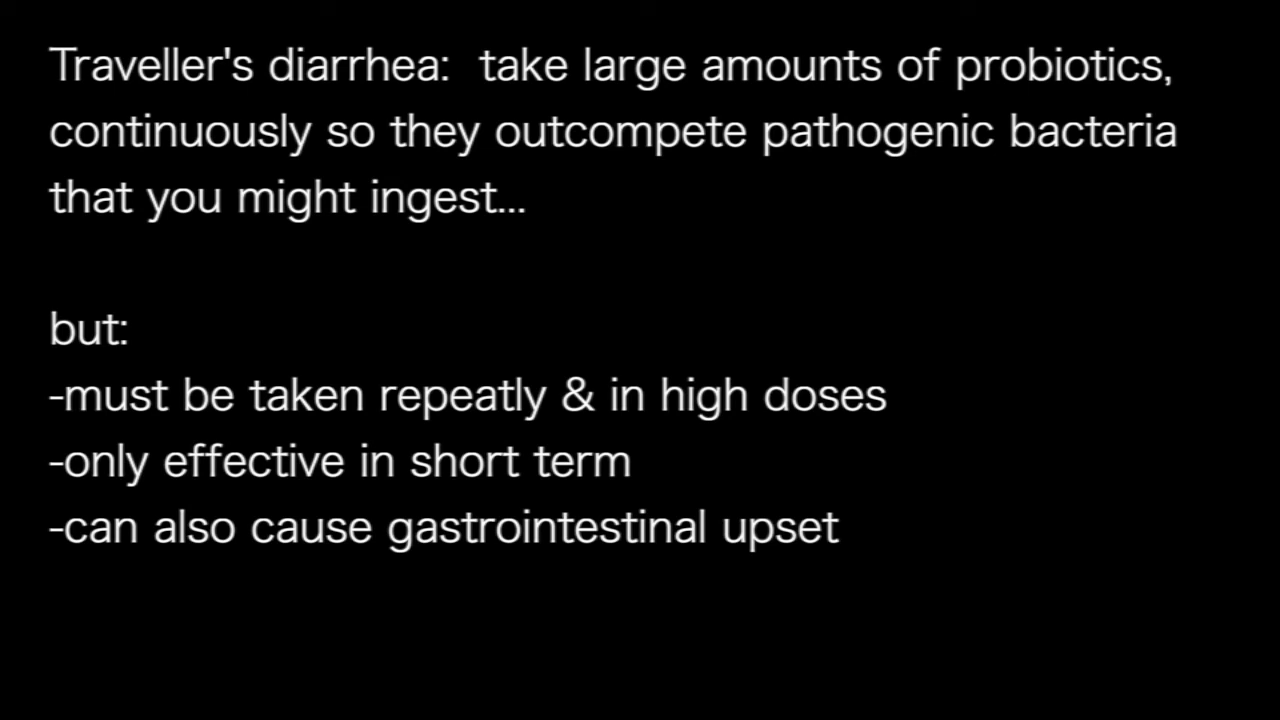 Traveller's diarrhea:  take large amounts of probiotics,
continuously so they outcompete pathogenic bacteria
that you might ingest...
but:
-must be taken repeatly & in high doses
-only effective in short term
-can also cause gastrointestinal upset